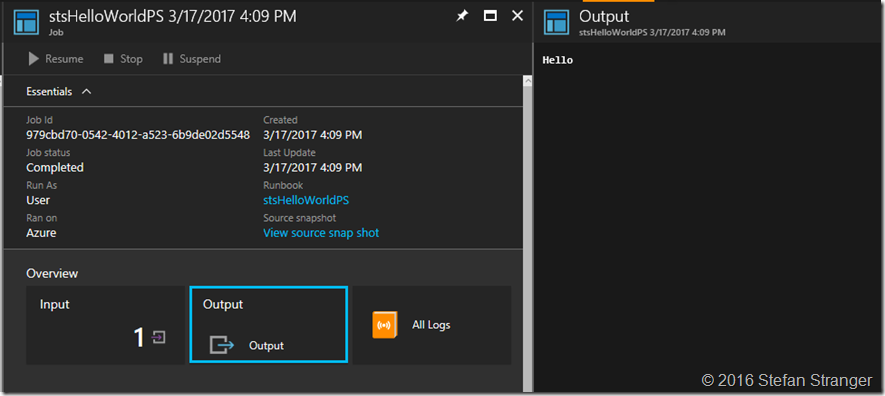 stsHelloWorldPS 3/17/2017 4:09 PM
Job
Resume Stop Suspend
Essentials
Job Id
979cbd70-0542-4012-a523-6b9de02d5548
Created
3/17/2017 4:09 PM
Job status
Completed
Last Update
3/17/2017 4:09 PM
Run As
User
Runbook
stsHelloWorldPS
Ran on
Azure
Source snapshot
View source snap shot
Overview
Input
1
Output
Output
All Logs
Output
stsHelloWorldPS 3/17/2017 4:09 PM
Hello
© 2016 Stefan Stranger